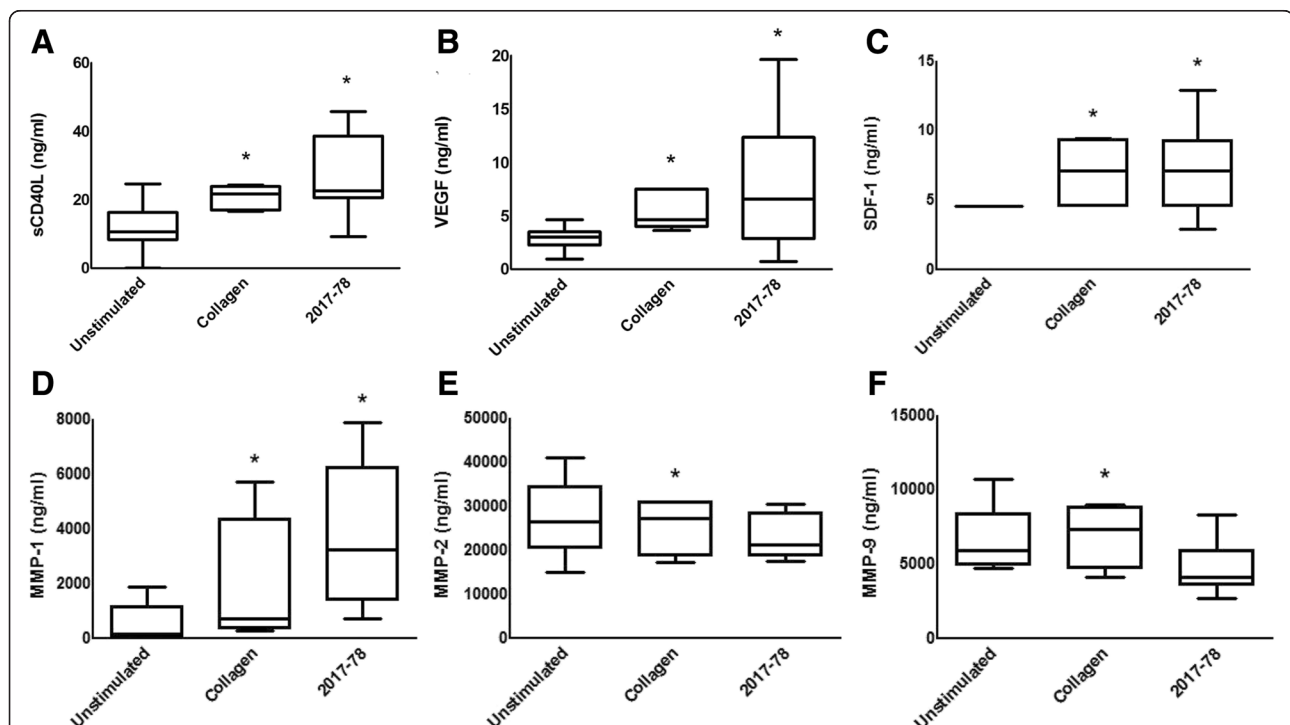 A
sCD40L (ng/ml)
60
40
20
0
*
*
Unstimulated
Collagen
2017-78
B
VEGF (ng/ml)
20
15
10
5
0
*
*
Unstimulated
Collagen
2017-78
C
SDF-1 (ng/ml)
15
10
5
0
*
*
Unstimulated
Collagen
2017-78
D
MMP-1 (ng/ml)
8000
6000
4000
2000
0
*
*
Unstimulated
Collagen
2017-78
E
MMP-2 (ng/ml)
50000
40000
30000
20000
10000
0
*
Unstimulated
Collagen
2017-78
F
MMP-9 (ng/ml)
15000
10000
5000
0
*
Unstimulated
Collagen
2017-78